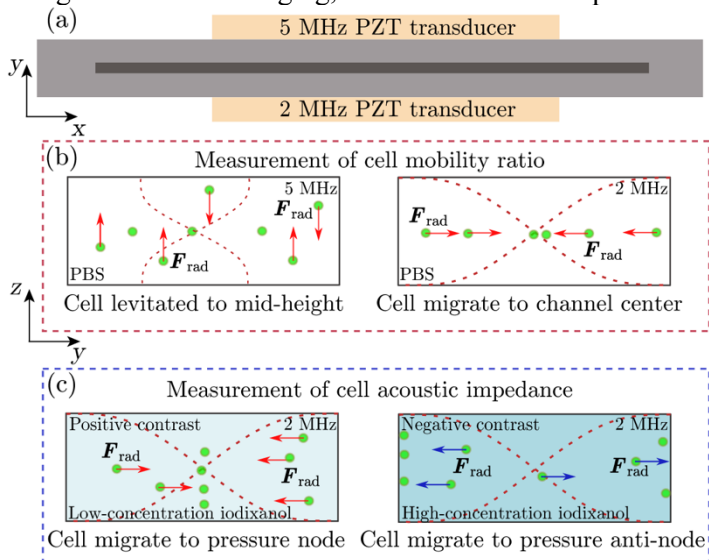 (a)
5 MHz PZT transducer
y
x
2 MHz PZT transducer
(b)
Measurement of cell mobility ratio
5 MHz
F rad
F rad
PBS
Cell levitated to mid-height
2 MHz
F rad
F rad
PBS
Cell migrate to channel center
z
y
(c)
Measurement of cell acoustic impedance
Positive contrast
2 MHz
F rad
F rad
Low-concentration iodixanol
Cell migrate to pressure node
Negative contrast
2 MHz
F rad
F rad
High-concentration iodixanol
Cell migrate to pressure anti-node